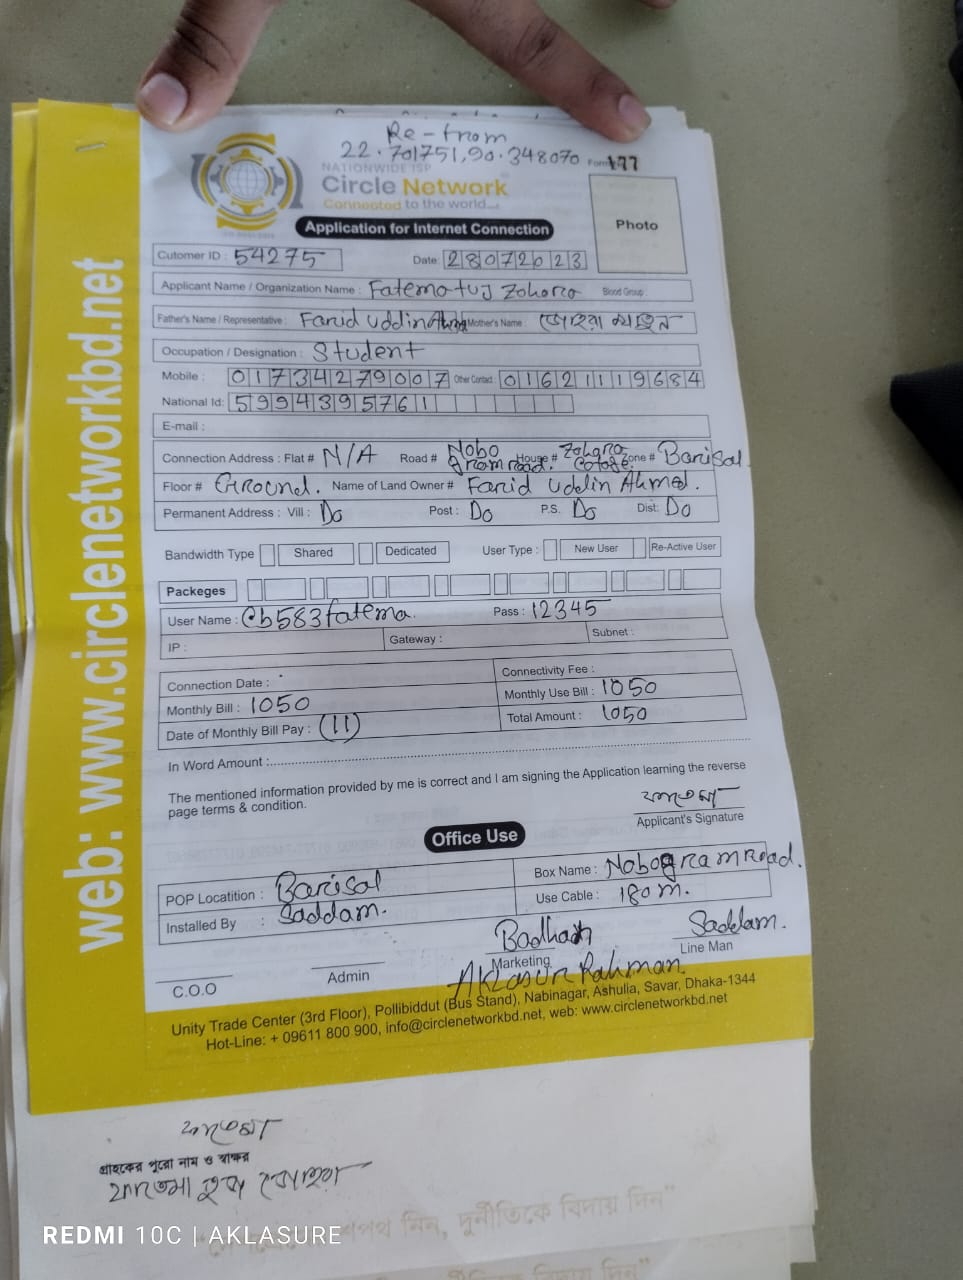 Re-from
22.701751,90.348070 Form 177
NATIONWIDE ISP
Circle Network
Connected to the world...
Application for Internet Connection
Photo
Cutomer ID : 54275 Date: 28072023
Applicant Name / Organization Name : Fatematuj Zohora Blood Group :
Father's Name / Representative : Farid Uddin Ahmed Mother's Name :
Occupation / Designation : Student
Mobile : 01734279007 Other Contact : 01621119684
National Id: 5994395761
E-mail :
Connection Address : Flat # N/A Road # Nobo gram road. House # Zohora Cotage. Zone # Barisal
Floor # Ground. Name of Land Owner # Farid Uddin Ahmed.
Permanent Address : Vill : Do Post : Do P.S. Do Dist: Do
Bandwidth Type Shared Dedicated User Type : New User Re-Active User
Packeges
User Name : cb583fatema Pass : 12345
IP : Gateway : Subnet :
Connection Date : Connectivity Fee :
Monthly Bill : 1050 Monthly Use Bill : 1050
Date of Monthly Bill Pay : (11) Total Amount : 1050
In Word Amount :
The mentioned information provided by me is correct and I am signing the Application learning the reverse
page terms & condition.
ফাতেমা
Applicant's Signature
Office Use
POP Locatition : Barisal Box Name : Nobogram Road.
Installed By : Saddam. Use Cable : 180 m.
Badhan Saddam.
C.O.O Admin Marketing Line Man
Aklasur Rahman
Unity Trade Center (3rd Floor), Pollibiddut (Bus Stand), Nabinagar, Ashulia, Savar, Dhaka-1344
Hot-Line: + 09611 800 900, info@circlenetworkbd.net, web: www.circlenetworkbd.net
web: www.circlenetworkbd.net
ফাতেমা
গ্রাহকের পুরো নাম ও স্বাক্ষর
ফাতেমা তুজ জোহরা
শপথ নিন, দুর্নীতিকে বিদায় দিন"
দুর্নীতিকে বিদায় দিন"
REDMI 10C | AKLASURE